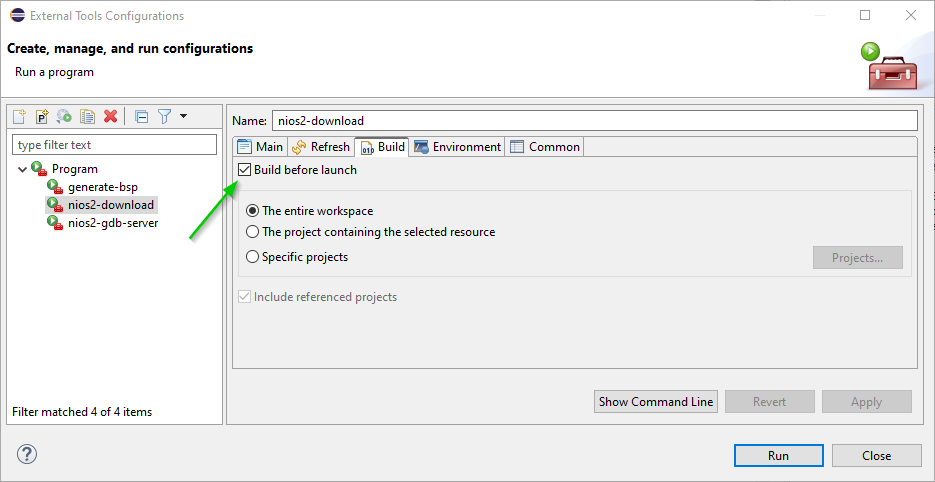 External Tools Configurations
Create, manage, and run configurations
Run a program
type filter text
Program
generate-bsp
nios2-download
nios2-gdb-server
Filter matched 4 of 4 items
Name: nios2-download
Main Refresh Build Environment Common
Build before launch
The entire workspace
The project containing the selected resource
Specific projects
Projects...
Include referenced projects
Show Command Line Revert Apply
Run Close